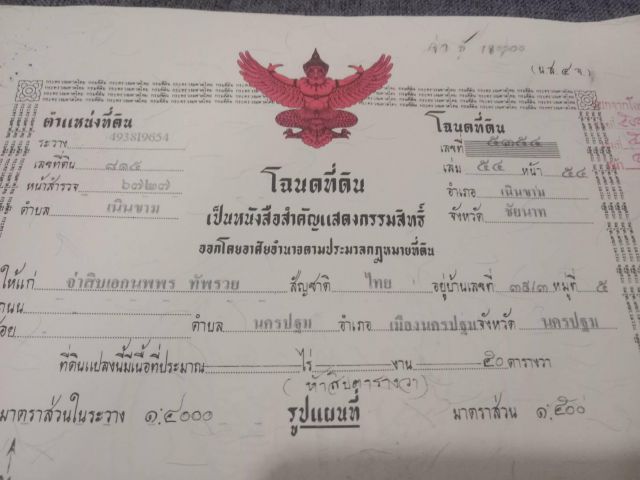 (น.ส.๔ จ.)
ตำแหน่งที่ดิน
ระวาง 4938I9654
เลขที่ดิน ๘๑๕
หน้าสำรวจ ๖๗๒๗
ตำบล เนินขาม
โฉนดที่ดิน
เลขที่
เล่ม ๕๔ หน้า ๕๔
อำเภอ เนินขาม
จังหวัด ชัยนาท
โฉนดที่ดิน
เป็นหนังสือสำคัญแสดงกรรมสิทธิ์
ออกโดยอาศัยอำนาจตามประมวลกฎหมายที่ดิน
ให้แก่ จ่าสิบเอกนพพร ทัพรวย สัญชาติ ไทย อยู่บ้านเลขที่ ๓๕/๓ หมู่ที่ ๕
ถนน
ตำบล นครปฐม อำเภอ เมืองนครปฐม จังหวัด นครปฐม
ที่ดินแปลงนี้มีเนื้อที่ประมาณ ไร่ งาน ๕๐ ตารางวา
(ห้าสิบตารางวา)
มาตราส่วนในระวาง ๑:๔๐๐๐ รูปแผนที่ มาตราส่วน ๑:๕๐๐